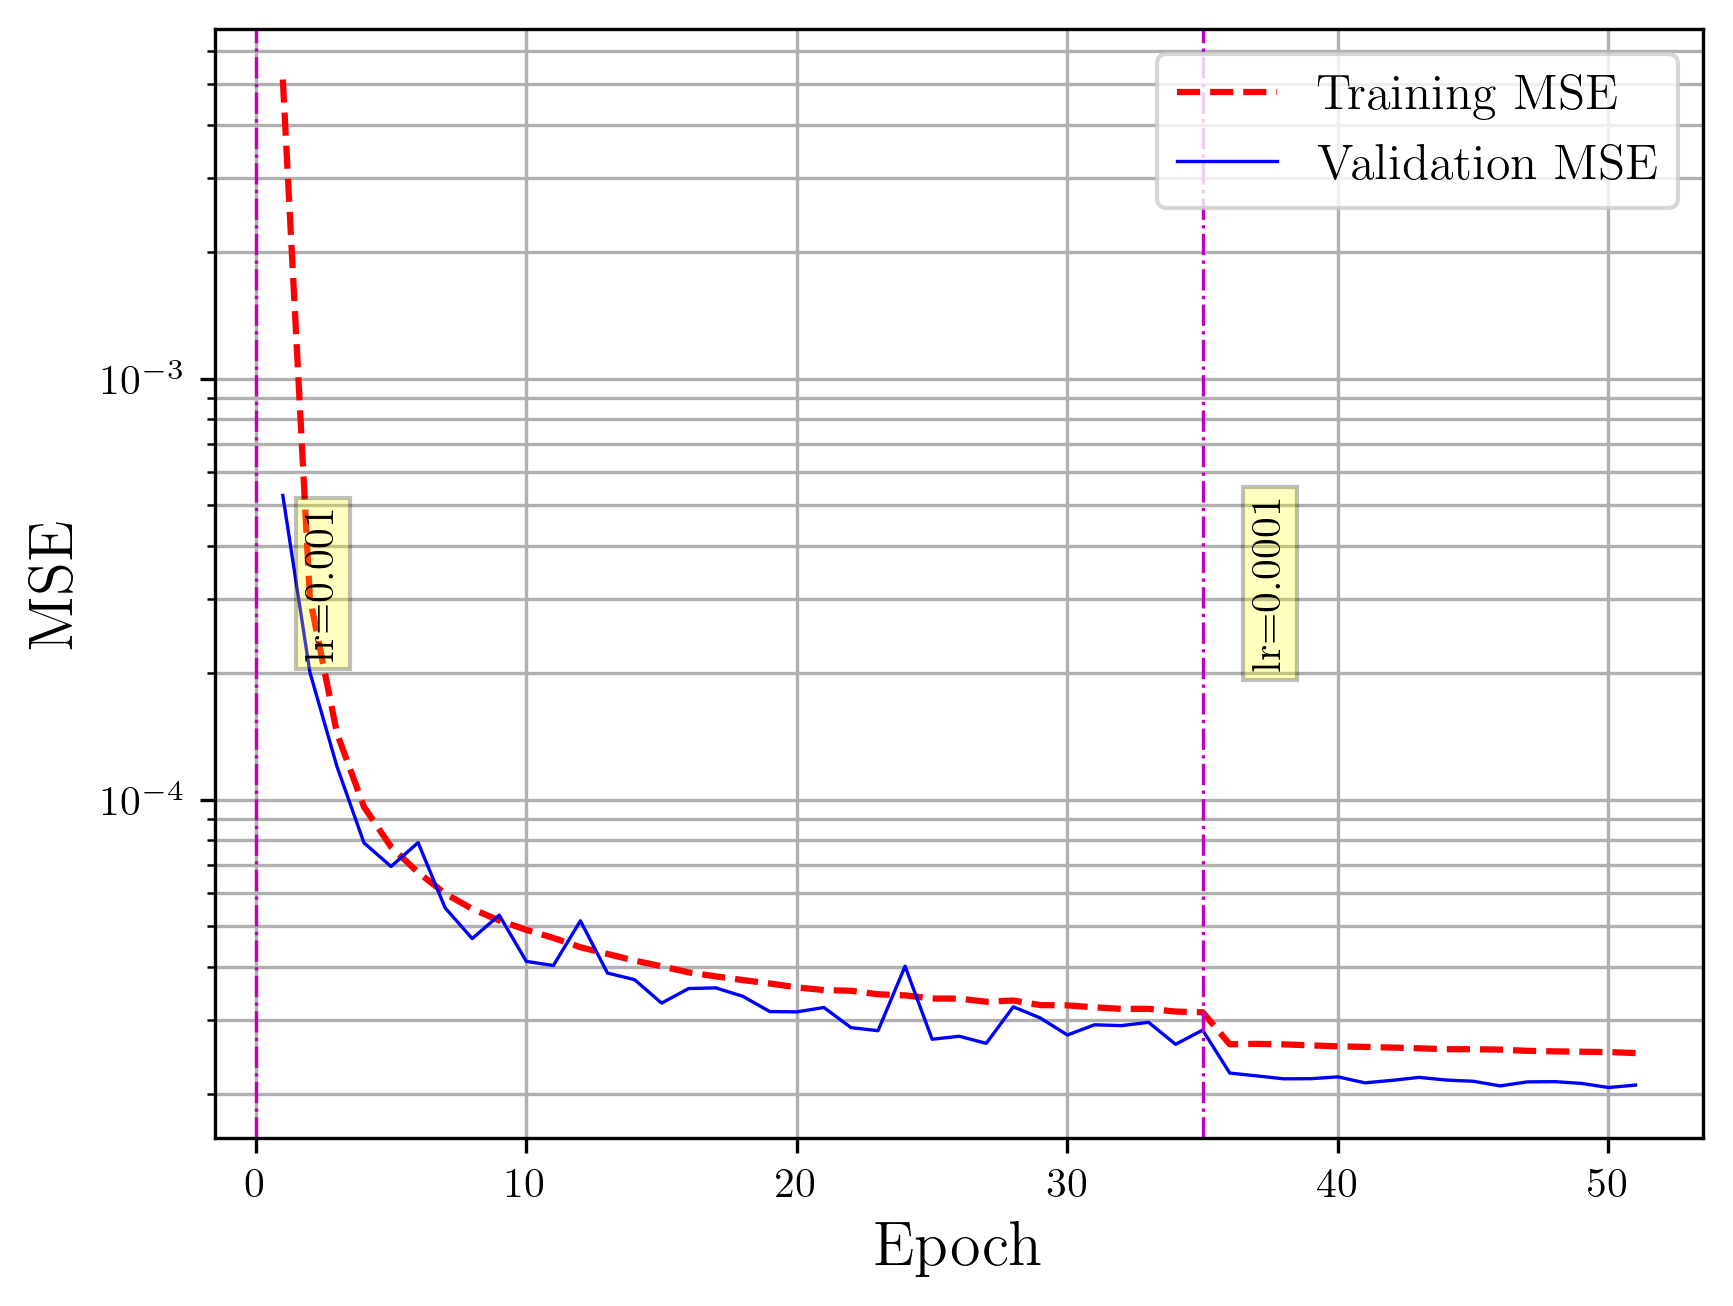 Training MSE
Validation MSE
MSE
10⁻³
10⁻⁴
lr=0.001
lr=0.0001
0 10 20 30 40 50
Epoch